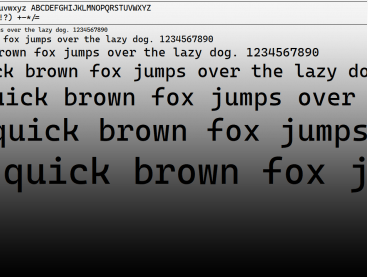 uvwxyz ABCDEFGHIJKLMNOPQRSTUVWXYZ
!?) +-*/=
s over the lazy dog. 1234567890
fox jumps over the lazy dog. 1234567890
rown fox jumps over the lazy dog. 1234567890
ck brown fox jumps over the lazy do
uick brown fox jumps over
quick brown fox jumps
quick brown fox j